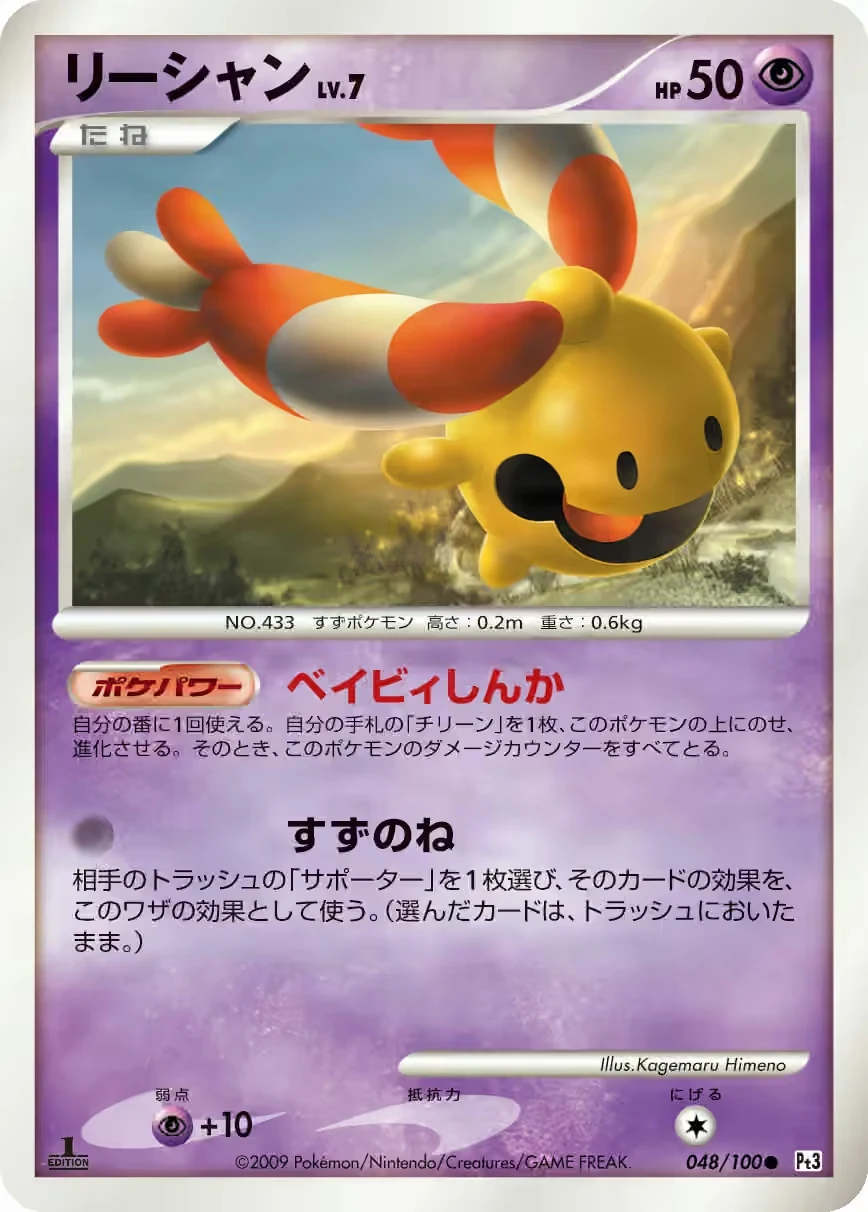 リーシャン LV.7 HP 50
たね
NO.433 すずポケモン 高さ:0.2m 重さ:0.6kg
ポケパワー ベイビィしんか
自分の番に1回使える。自分の手札の「チリーン」を1枚、このポケモンの上にのせ、
進化させる。そのとき、このポケモンのダメージカウンターをすべてとる。
すずのね
相手のトラッシュの「サポーター」を1枚選び、そのカードの効果を、
このワザの効果として使う。(選んだカードは、トラッシュにおいた
まま。)
Illus.Kagemaru Himeno
弱点 抵抗力 にげる
+10
1 EDITION
©2009 Pokémon/Nintendo/Creatures/GAME FREAK. 048/100 Pt3